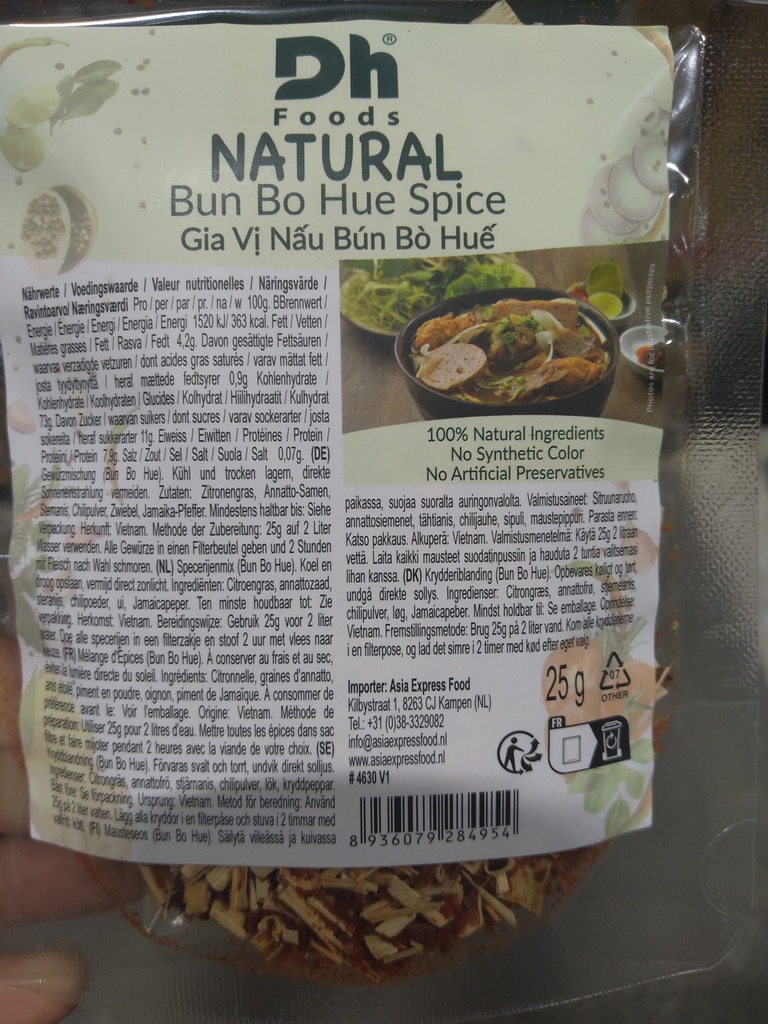 Dh®
Foods
NATURAL
Bun Bo Hue Spice
Gia Vị Nấu Bún Bò Huế
Nährwerte / Voedingswaarde / Valeur nutritionelles / Näringsvärde /
Ravintoarvo/ Næringsværdi Pro / per / par / pr. / na / w 100g. BBrennwert /
Energie / Énergie / Energi / Energia / Energi 1520 kJ/ 363 kcal. Fett / Vetten /
Matières grasses / Fett / Rasva / Fedt 4,2g. Davon gesättigte Fettsäuren /
waarvan verzadigde vetzuren / dont acides gras saturés / varav mättat fett /
josta tyydyttynyttä / heraf mættede fedtsyrer 0,9g Kohlenhydrate /
Kohlenhydrate / Koolhydraten / Glucides / Kolhydrat / Hiilihydraatit / Kulhydrat
73g. Davon Zucker / waarvan suikers / dont sucres / varav sockerarter / josta
sokereita / heraf sukkerarter 11g. Eiweiss / Eiwitten / Protéines / Protein /
Proteiini / Protein 7,9g. Salz / Zout / Sel / Salt / Suola / Salt 0,07g. (DE)
Gewürzmischung (Bun Bo Hue). Kühl und trocken lagern, direkte
Sonneneinstrahlung vermeiden. Zutaten: Zitronengras, Annatto-Samen,
Sternanis, Chilipulver, Zwiebel, Jamaika-Pfeffer. Mindestens haltbar bis: Siehe
Verpackung. Herkunft: Vietnam. Methode der Zubereitung: 25g auf 2 Liter
Wasser verwenden. Alle Gewürze in einen Filterbeutel geben und 2 Stunden
mit Fleisch nach Wahl schmoren. (NL) Specerijenmix (Bun Bo Hue). Koel en
droog opslaan, vermijd direct zonlicht. Ingrediënten: Citroengras, annattozaad,
steranijs, chilipoeder, ui, Jamaicapeper. Ten minste houdbaar tot: Zie
verpakking. Herkomst: Vietnam. Bereidingswijze: Gebruik 25g voor 2 liter
water. Doe alle specerijen in een filterzakje en stoof 2 uur met vlees naar
keuze. (FR) Mélange d'Épices (Bun Bo Hue). À conserver au frais et au sec,
éviter la lumière directe du soleil. Ingrédients: Citronnelle, graines d'annatto,
anis étoilé, piment en poudre, oignon, piment de Jamaïque. À consommer de
préférence avant le: Voir l'emballage. Origine: Vietnam. Méthode de
préparation: Utiliser 25g pour 2 litres d'eau. Mettre toutes les épices dans sac
filtre et faire mijoter pendant 2 heures avec la viande de votre choix. (SE)
Kryddblandning (Bun Bo Hue). Förvaras svalt och torrt, undvik direkt solljus.
Ingredienser: Citrongräs, annattofrö, stjärnanis, chilipulver, lök, kryddpeppar.
Bäst före: Se förpackning. Ursprung: Vietnam. Metod för beredning: Använd
25g på 2 liter vatten. Lägg alla kryddor i en filterpåse och stuva i 2 timmar med
valfritt kött. (FI) Mausteseos (Bun Bo Hue). Säilytä viileässä ja kuivassa
Photos are for illustrative purposes
100% Natural Ingredients
No Synthetic Color
No Artificial Preservatives
paikassa, suojaa suoralta auringonvalolta. Valmistusaineet: Sitruunaruoho,
annattosiemenet, tähtianis, chilijauhe, sipuli, maustepippuri. Parasta ennen:
Katso pakkaus. Alkuperä: Vietnam. Valmistusmenetelmä: Käytä 25g 2 litraan
vettä. Laita kaikki mausteet suodatinpussiin ja hauduta 2 tuntia valitsemasi
lihan kanssa. (DK) Krydderiblanding (Bun Bo Hue). Opbevares køligt og tørt,
undgå direkte sollys. Ingredienser: Citrongræs, annattofrø, stjerneanis,
chilipulver, løg, Jamaicapeber. Mindst holdbar til: Se emballage. Oprindelse:
Vietnam. Fremstillingsmetode: Brug 25g på 2 liter vand. Kom alle krydderierne
i en filterpose, og lad det simre i 2 timer med kød efter eget valg.
Importer: Asia Express Food
Kilbystraat 1, 8263 CJ Kampen (NL)
Tel.: +31 (0)38-3329082
info@asiaexpressfood.nl
www.asiaexpressfood.nl
# 4630 V1
25 g
07
OTHER
FR
8 936079 284954